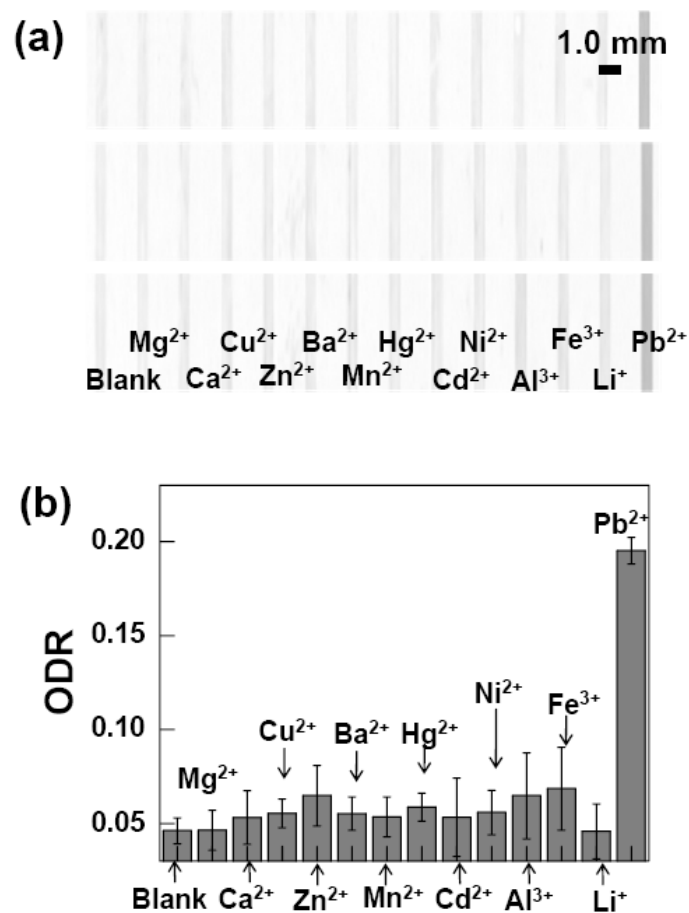 (a)
1.0 mm
Mg²⁺ Cu²⁺ Ba²⁺ Hg²⁺ Ni²⁺ Fe³⁺ Pb²⁺
Blank Ca²⁺ Zn²⁺ Mn²⁺ Cd²⁺ Al³⁺ Li⁺
(b)
Pb²⁺
0.20
0.15
ODR
0.10
Ni²⁺ Fe³⁺
Cu²⁺ Ba²⁺ Hg²⁺
Mg²⁺
0.05
Blank Ca²⁺ Zn²⁺ Mn²⁺ Cd²⁺ Al³⁺ Li⁺